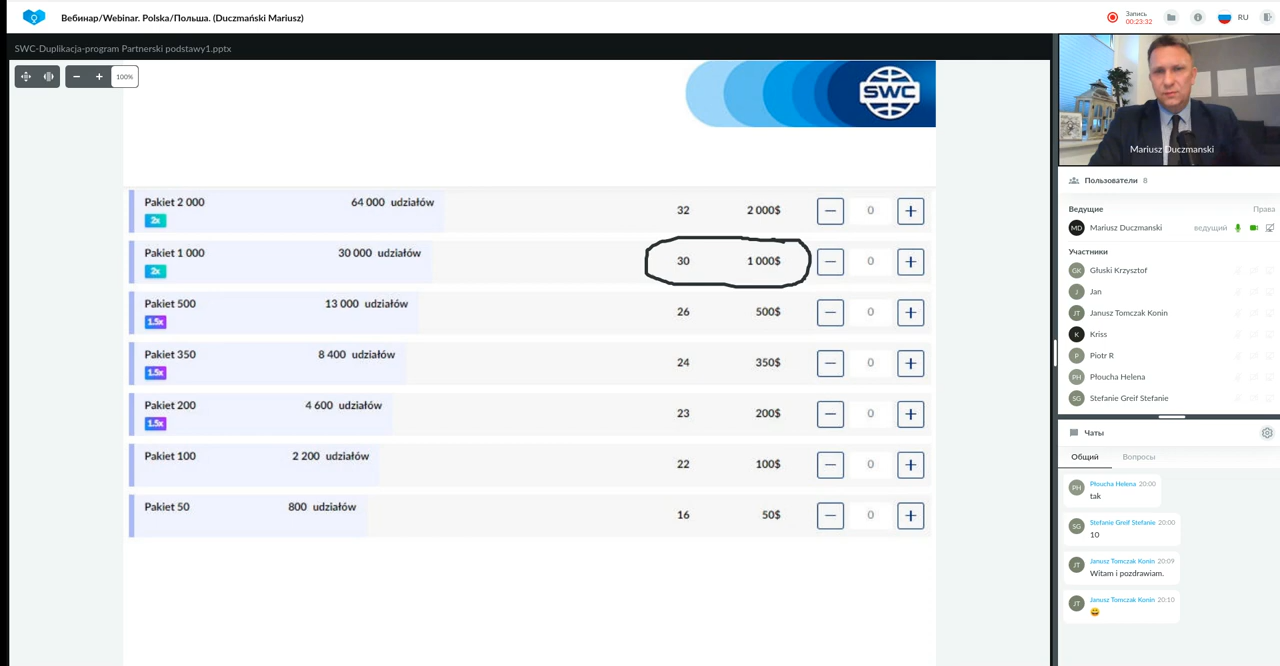 Вебинар/Webinar. Polska/Польша. (Duczmański Mariusz)
Запись
00:23:32
RU
SWC-Duplikacja-program Partnerski podstawy1.pptx
100%
SWC
Pakiet 2 000 64 000 udziałów 32 2 000$ 0
2x
Pakiet 1 000 30 000 udziałów 30 1 000$ 0
2x
Pakiet 500 13 000 udziałów 26 500$ 0
1.5x
Pakiet 350 8 400 udziałów 24 350$ 0
1.5x
Pakiet 200 4 600 udziałów 23 200$ 0
1.5x
Pakiet 100 2 200 udziałów 22 100$ 0
Pakiet 50 800 udziałów 16 50$ 0
Mariusz Duczmanski
Пользователи 8
Ведущие Права
MD Mariusz Duczmanski ведущий
Участники
GK Głuski Krzysztof
J Jan
JT Janusz Tomczak Konin
K Kriss
P Piotr R
PH Płoucha Helena
SG Stefanie Greif Stefanie
Чаты
Общий Вопросы
PH Płoucha Helena 20:00
tak
SG Stefanie Greif Stefanie 20:00
10
JT Janusz Tomczak Konin 20:09
Witam i pozdrawiam.
JT Janusz Tomczak Konin 20:10